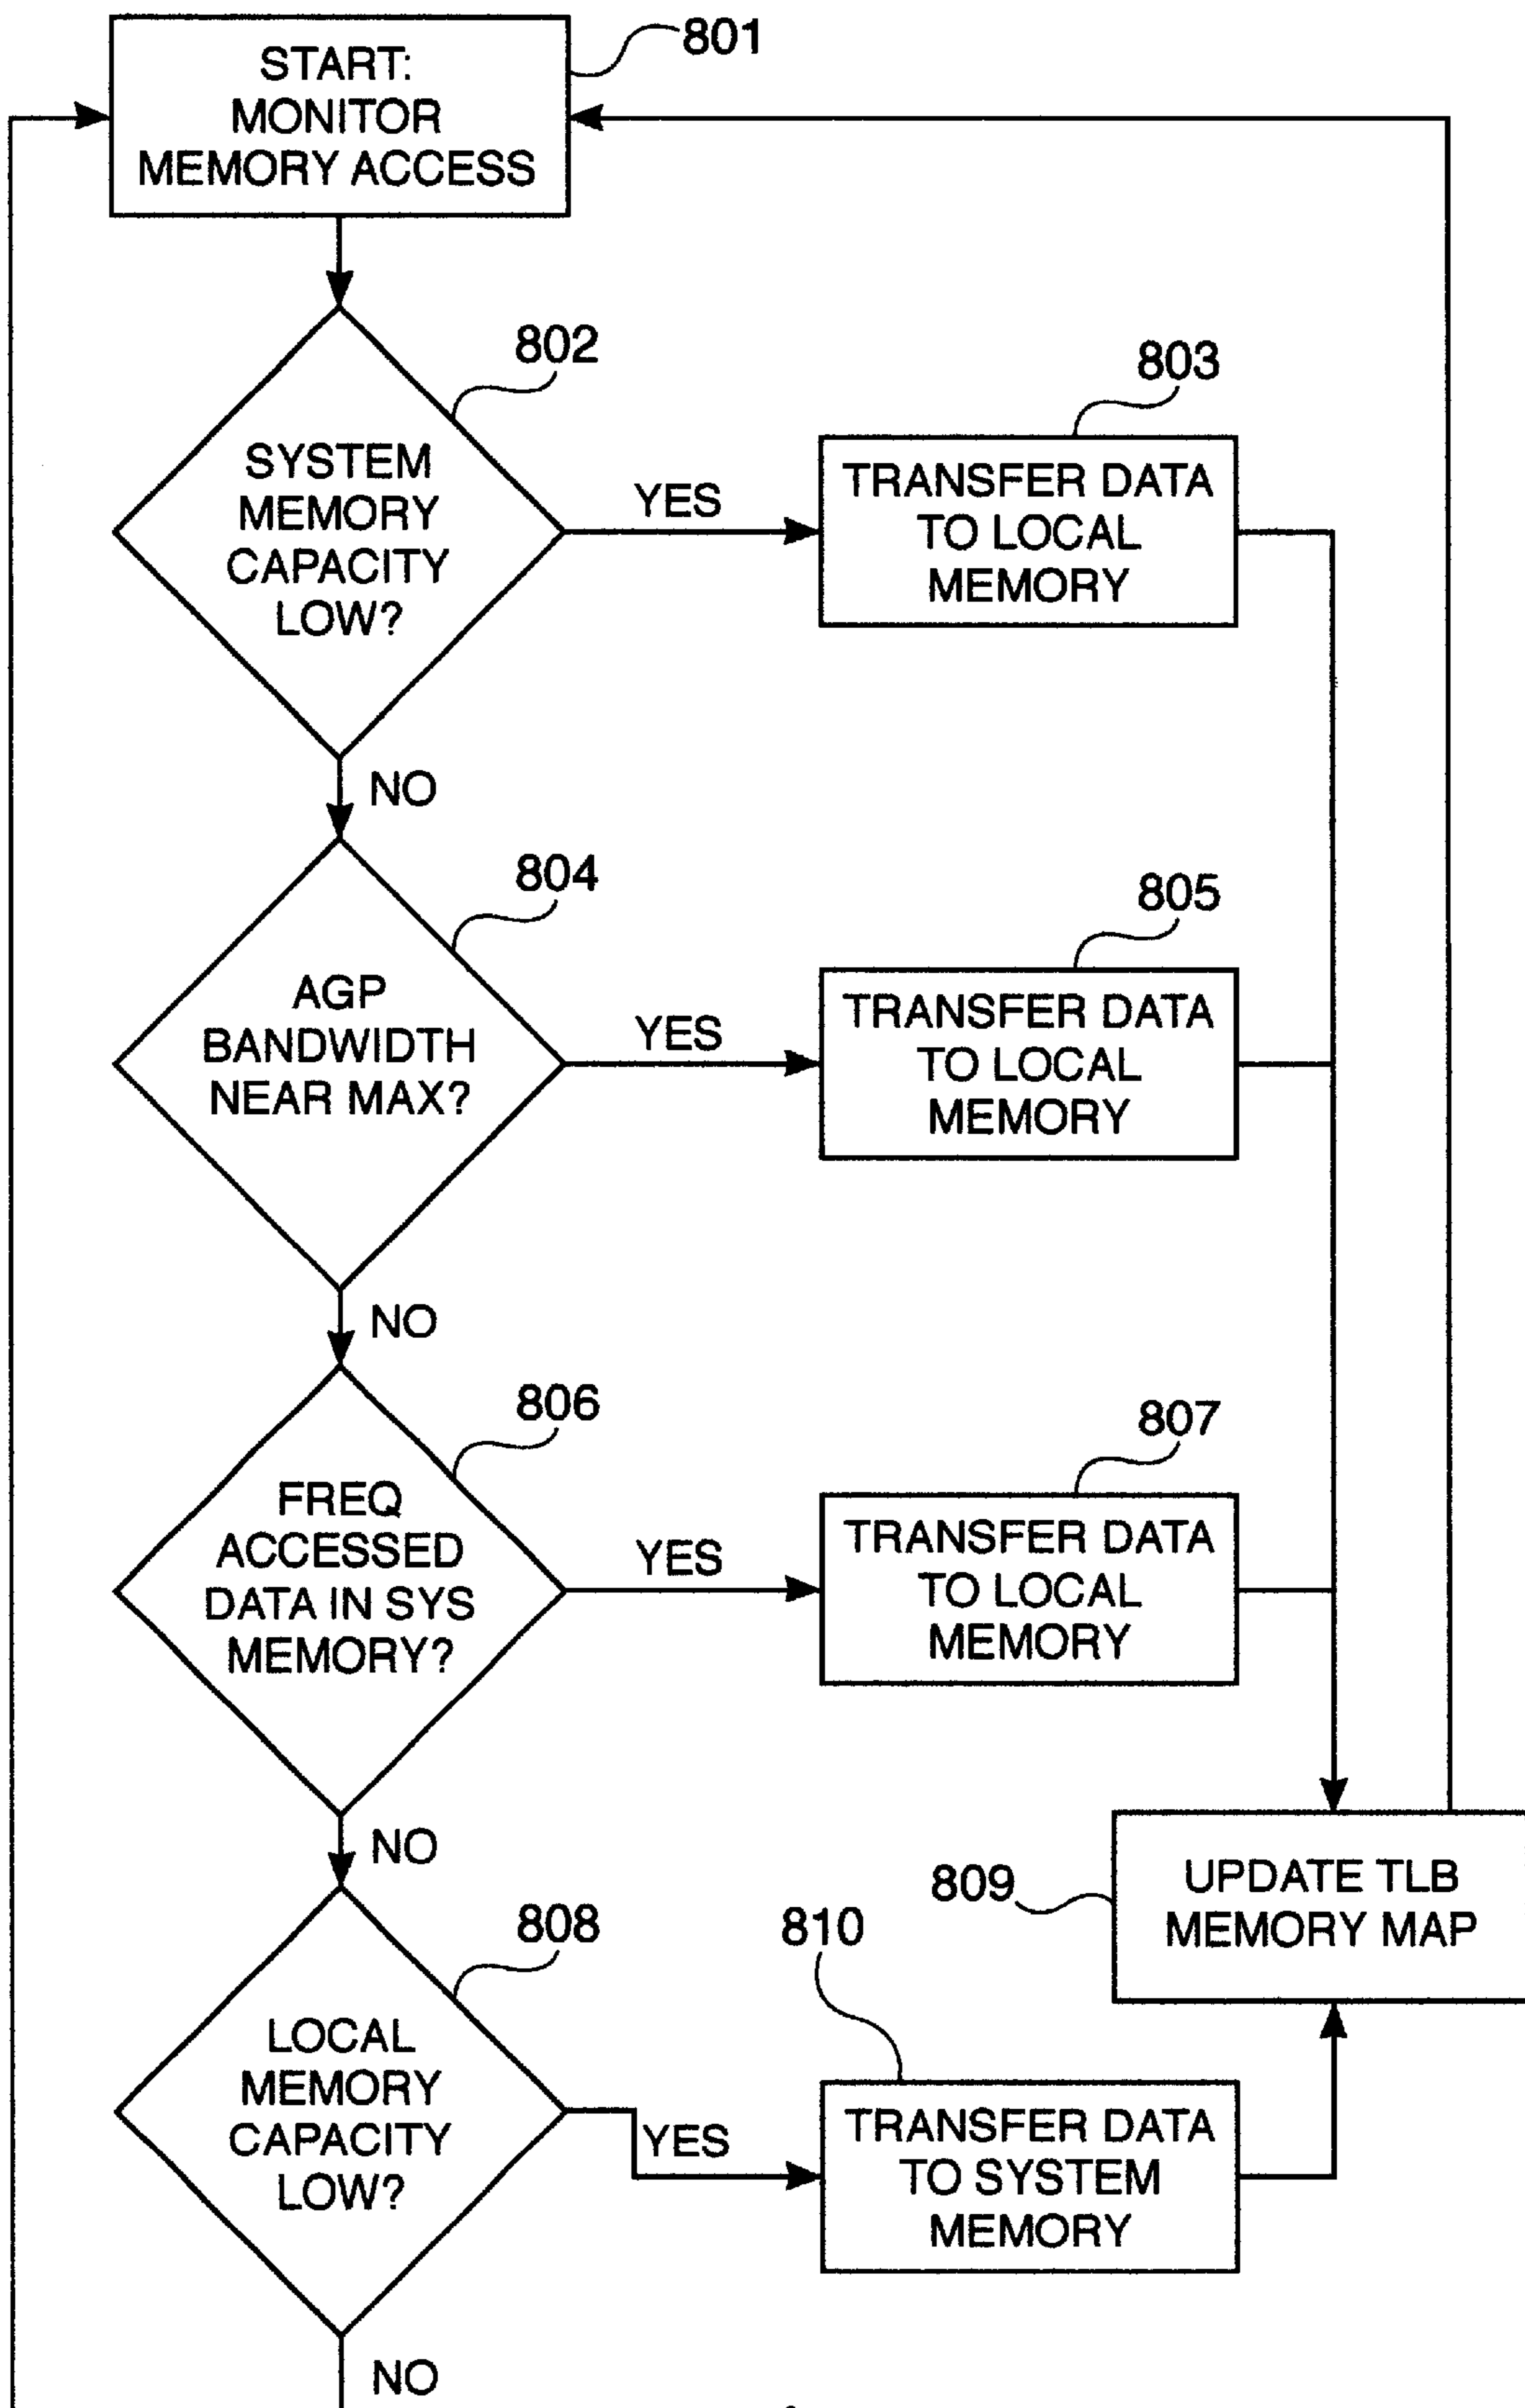 801
START:
MONITOR
MEMORY ACCESS
802
SYSTEM
MEMORY
CAPACITY
LOW?
YES
803
TRANSFER DATA
TO LOCAL
MEMORY
NO
804
AGP
BANDWIDTH
NEAR MAX?
YES
805
TRANSFER DATA
TO LOCAL
MEMORY
NO
806
FREQ
ACCESSED
DATA IN SYS
MEMORY?
YES
807
TRANSFER DATA
TO LOCAL
MEMORY
NO
809
UPDATE TLB
MEMORY MAP
808
LOCAL
MEMORY
CAPACITY
LOW?
YES
810
TRANSFER DATA
TO SYSTEM
MEMORY
NO